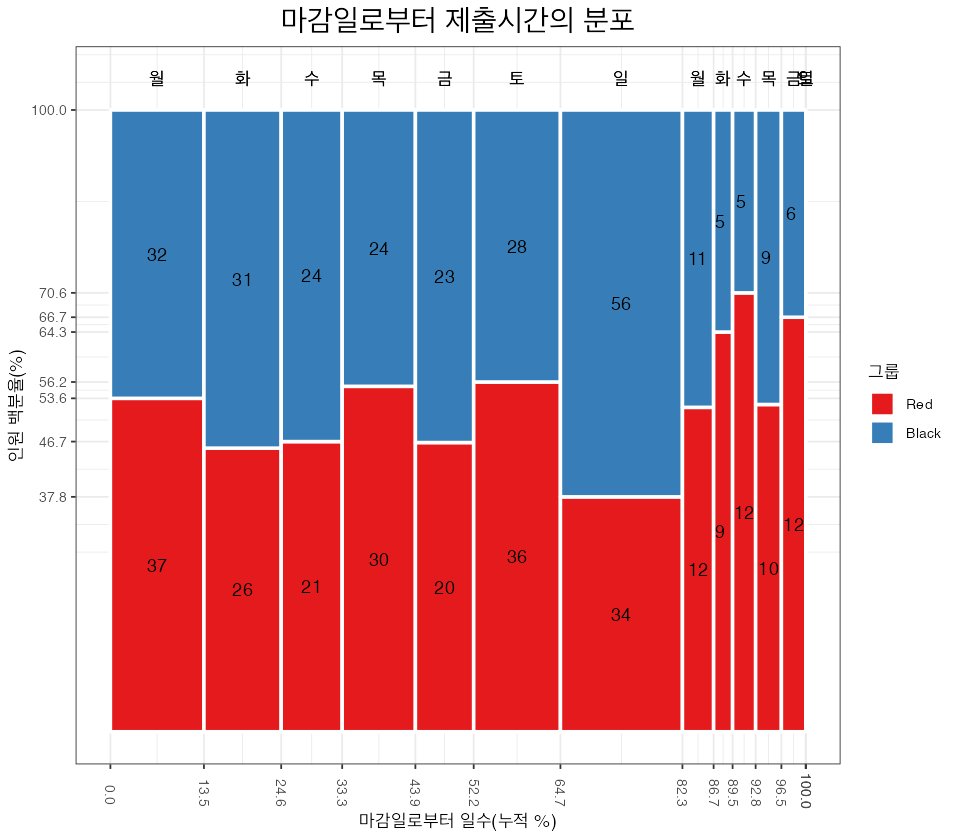 마감일로부터 제출시간의 분포
월 화 수 목 금 토 일 월 화 수 목 금
100.0
70.6
66.7
64.3
56.2
53.6
46.7
37.8
인원 백분율(%)
32 31 24 24 23 28 56 11 5 5 9 6
37 26 21 30 20 36 34 12 9 12 10 12
0.0 13.5 24.6 33.3 43.9 52.2 64.7 82.3 86.7 89.5 92.8 96.5 100.0
마감일로부터 일수(누적 %)
그룹
Red
Black